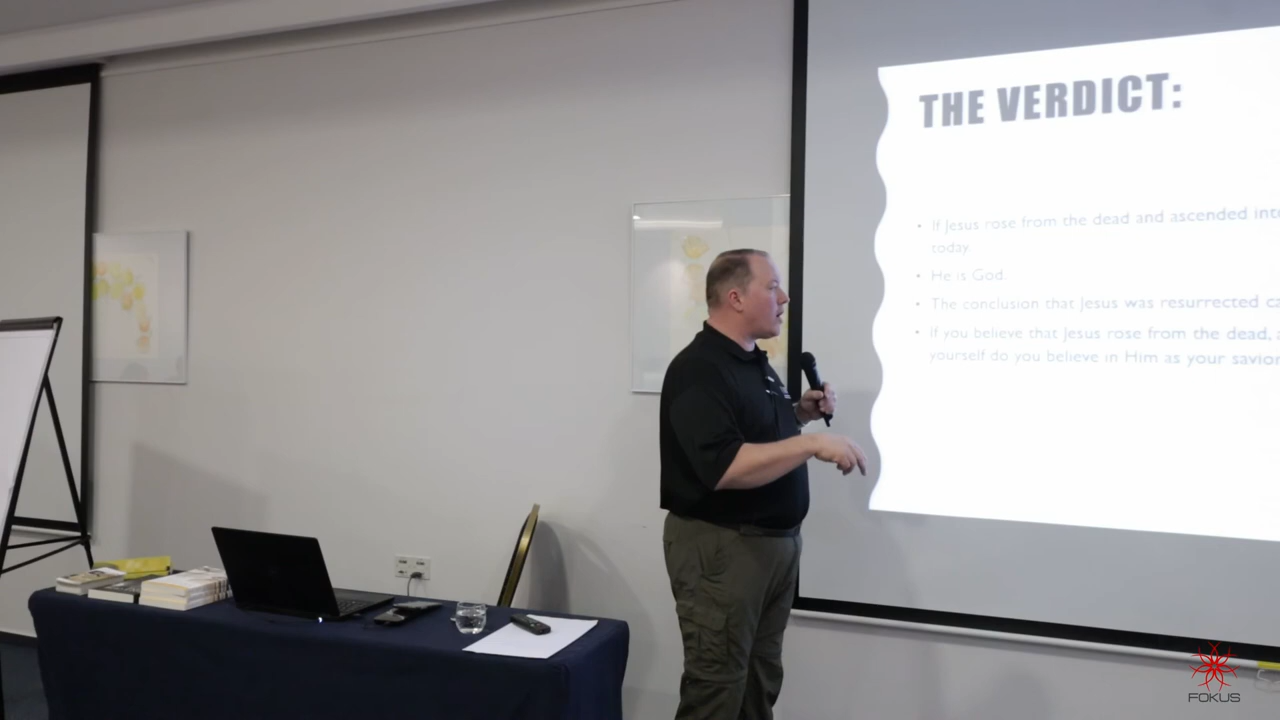 THE VERDICT:
• If Jesus rose from the dead and ascended into
today.
• He is God.
• The conclusion that Jesus was resurrected
• If you believe that Jesus rose from the dead,
yourself do you believe in Him as your savior
FOKUS